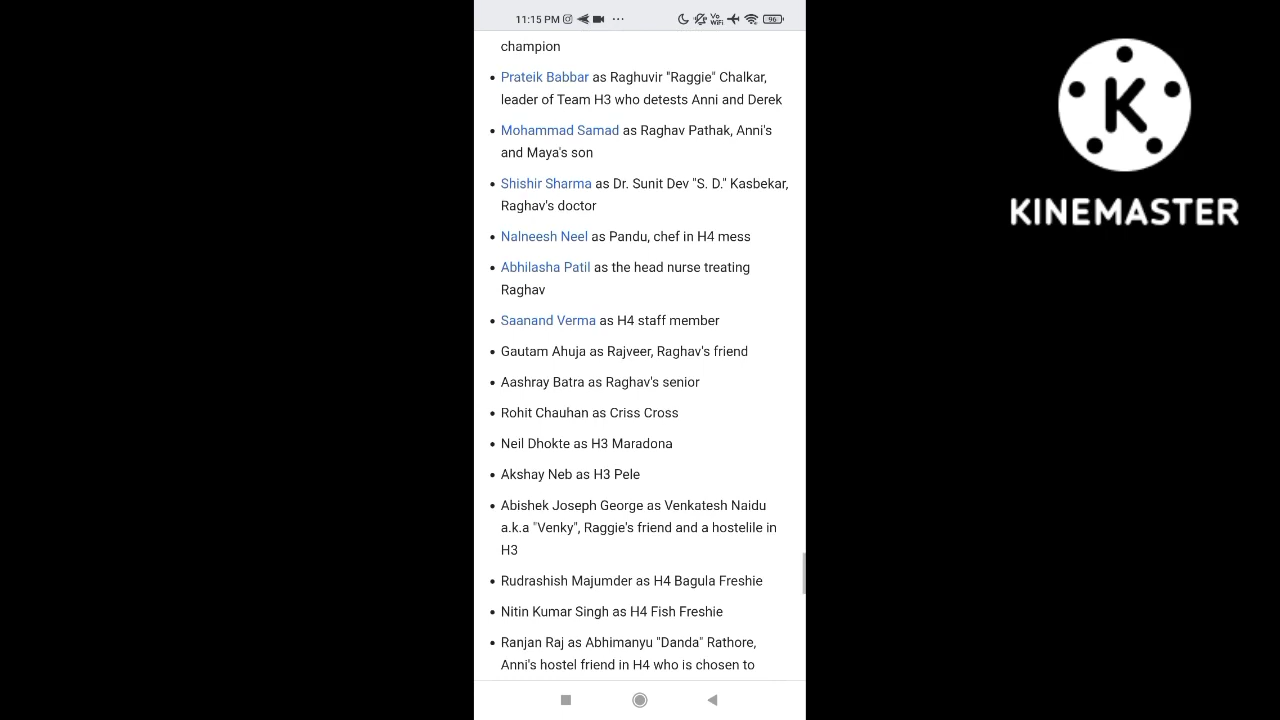 11:15 PM
Vo
WiFi
96
champion
• Prateik Babbar as Raghuvir "Raggie" Chalkar,
leader of Team H3 who detests Anni and Derek
• Mohammad Samad as Raghav Pathak, Anni's
and Maya's son
• Shishir Sharma as Dr. Sunit Dev "S. D." Kasbekar,
Raghav's doctor
• Nalneesh Neel as Pandu, chef in H4 mess
• Abhilasha Patil as the head nurse treating
Raghav
• Saanand Verma as H4 staff member
• Gautam Ahuja as Rajveer, Raghav's friend
• Aashray Batra as Raghav's senior
• Rohit Chauhan as Criss Cross
• Neil Dhokte as H3 Maradona
• Akshay Neb as H3 Pele
• Abishek Joseph George as Venkatesh Naidu
a.k.a "Venky", Raggie's friend and a hostelile in
H3
• Rudrashish Majumder as H4 Bagula Freshie
• Nitin Kumar Singh as H4 Fish Freshie
• Ranjan Raj as Abhimanyu "Danda" Rathore,
Anni's hostel friend in H4 who is chosen to
K
KINEMASTER